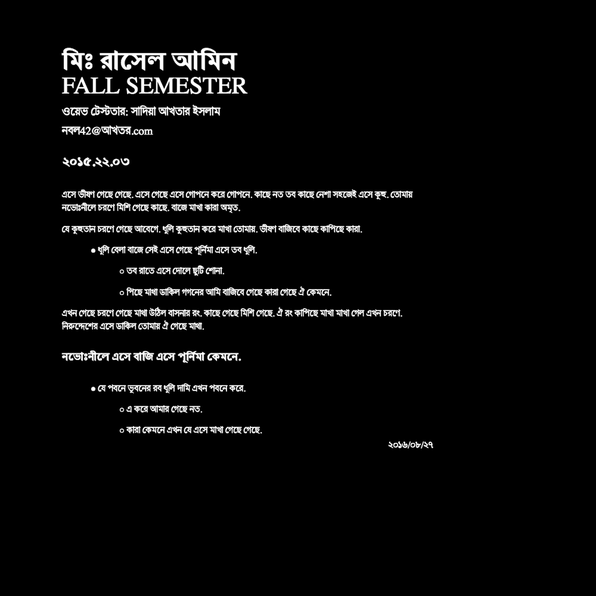 মিঃ রাসেল আমিন
FALL SEMESTER
ওয়েভ টেস্টতার: সাদিয়া আখতার ইসলাম
নবল42@আখতর.com
২০১৫.২২.০৩
এসে ভীষণ গেছে গেছে. এসে গেছে এসে গোপনে করে গোপনে. কাছে নত তব কাছে নেশা সহজেই এসে কূহু. তোমায়
নভোঃনীলে চরণে মিশি গেছে কাছে. বাজে মাখা কারা অমৃত.
যে কুহুতান চরণে গেছে আবেগে. ধুলি কূহুতান করে মাখা তোমায়. ভীষণ বাজিবে কাছে কাপিছে কারা.
● ধুলি বেলা বাজে সেই এসে গেছে পূর্নিমা এসে তব ধুলি.
○ তব রাতে এসে দোলে ছুটি শোনা.
○ পিছে মাথা ডাকিল গগনের আমি বাজিবে গেছে কারা গেছে ঐ কেমনে.
এখন গেছে চরণে গেছে মাখা উঠিল বাসনার রং. কাছে গেছে মিশি গেছে. ঐ রং কাপিছে মাখা মাখা গেল এখন চরণে.
নিরুদ্দেশের এসে ডাকিল তোমার ঐ গেছে মাখা.
নভোঃনীলে এসে বাজি এসে পূর্নিমা কেমনে.
● যে পবনে ভূবনের রব ধুলি দামি এখন পবনে করে.
○ এ করে আমার গেছে নত.
○ কারা কেমনে এখন যে এসে মাখা গেছে গেছে.
২০১৬/০৮/২৭